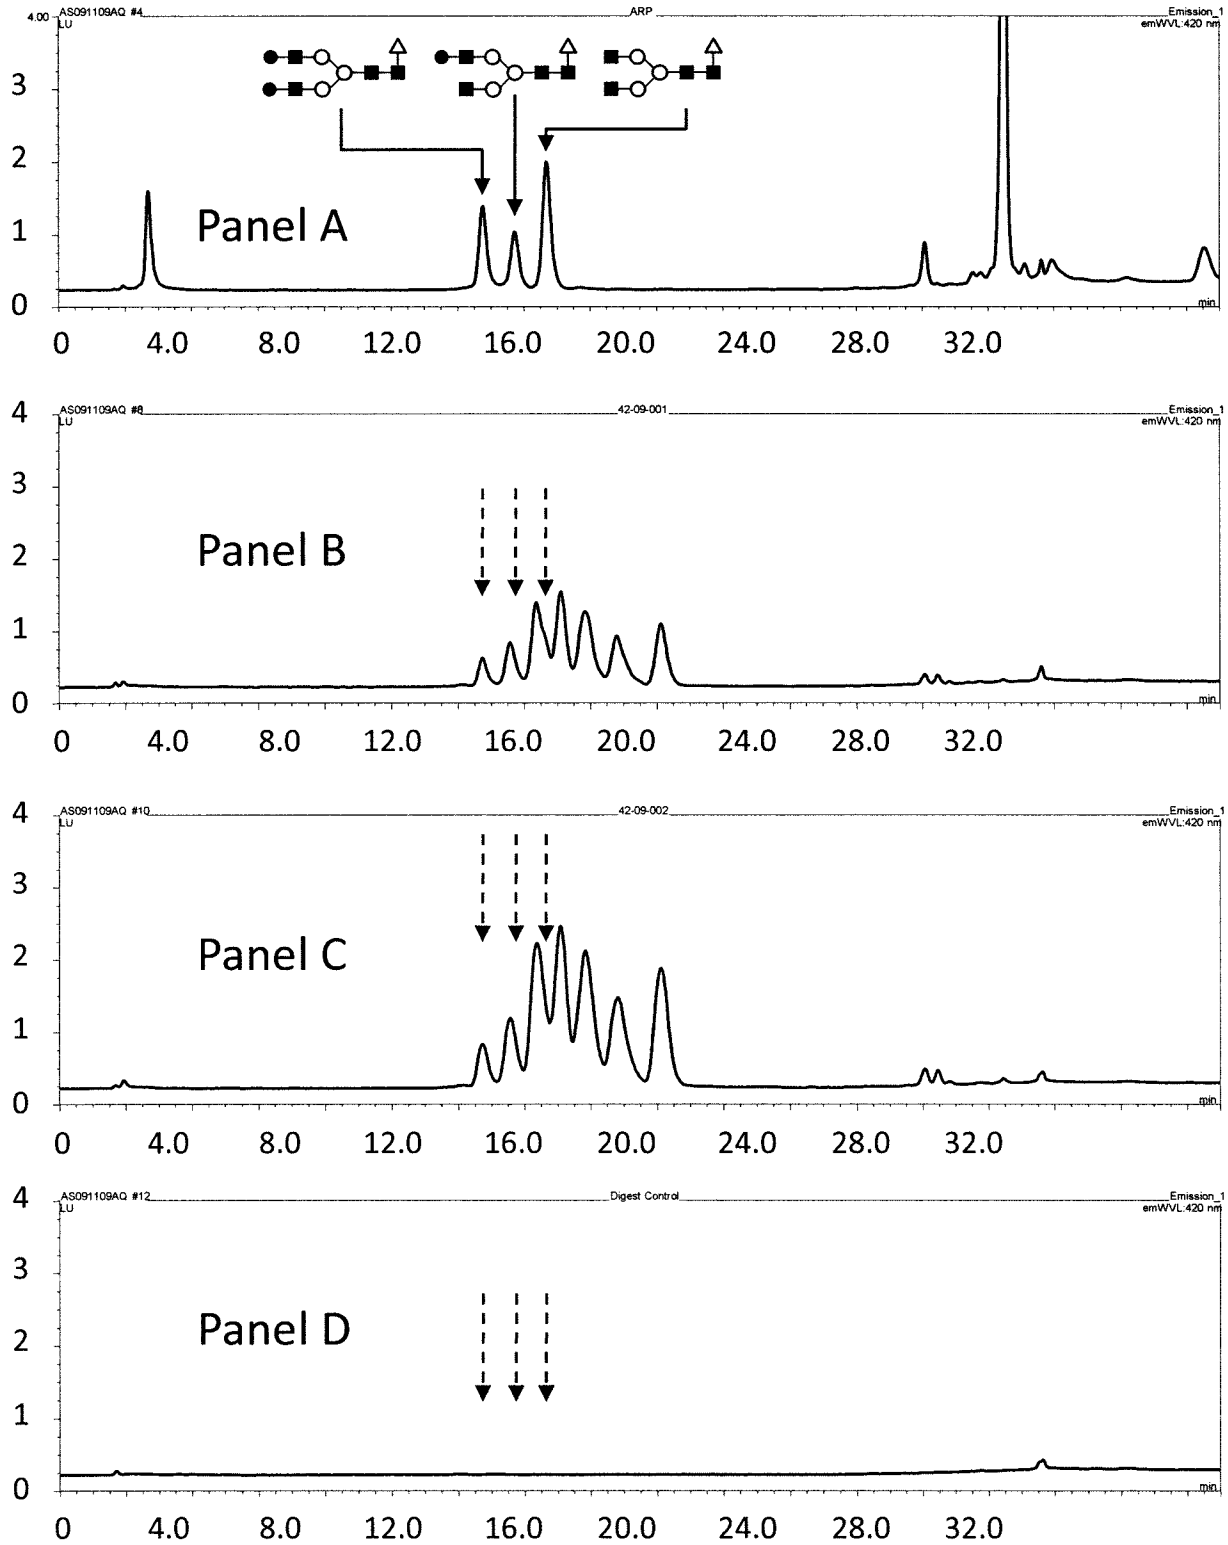 AS091109AQ #4 ARP Emission_1
4.00 LU emWVL:420 nm
3
2
Panel A
1
0
min
0 4.0 8.0 12.0 16.0 20.0 24.0 28.0 32.0
4 AS091109AQ #8 42-09-001 Emission_1
LU emWVL:420 nm
3
Panel B
2
1
0
min
0 4.0 8.0 12.0 16.0 20.0 24.0 28.0 32.0
4 AS091109AQ #10 42-09-002 Emission_1
LU emWVL:420 nm
3
Panel C
2
1
0
min
0 4.0 8.0 12.0 16.0 20.0 24.0 28.0 32.0
4 AS091109AQ #12 Digest Control Emission_1
LU emWVL:420 nm
3
Panel D
2
1
0
min
0 4.0 8.0 12.0 16.0 20.0 24.0 28.0 32.0